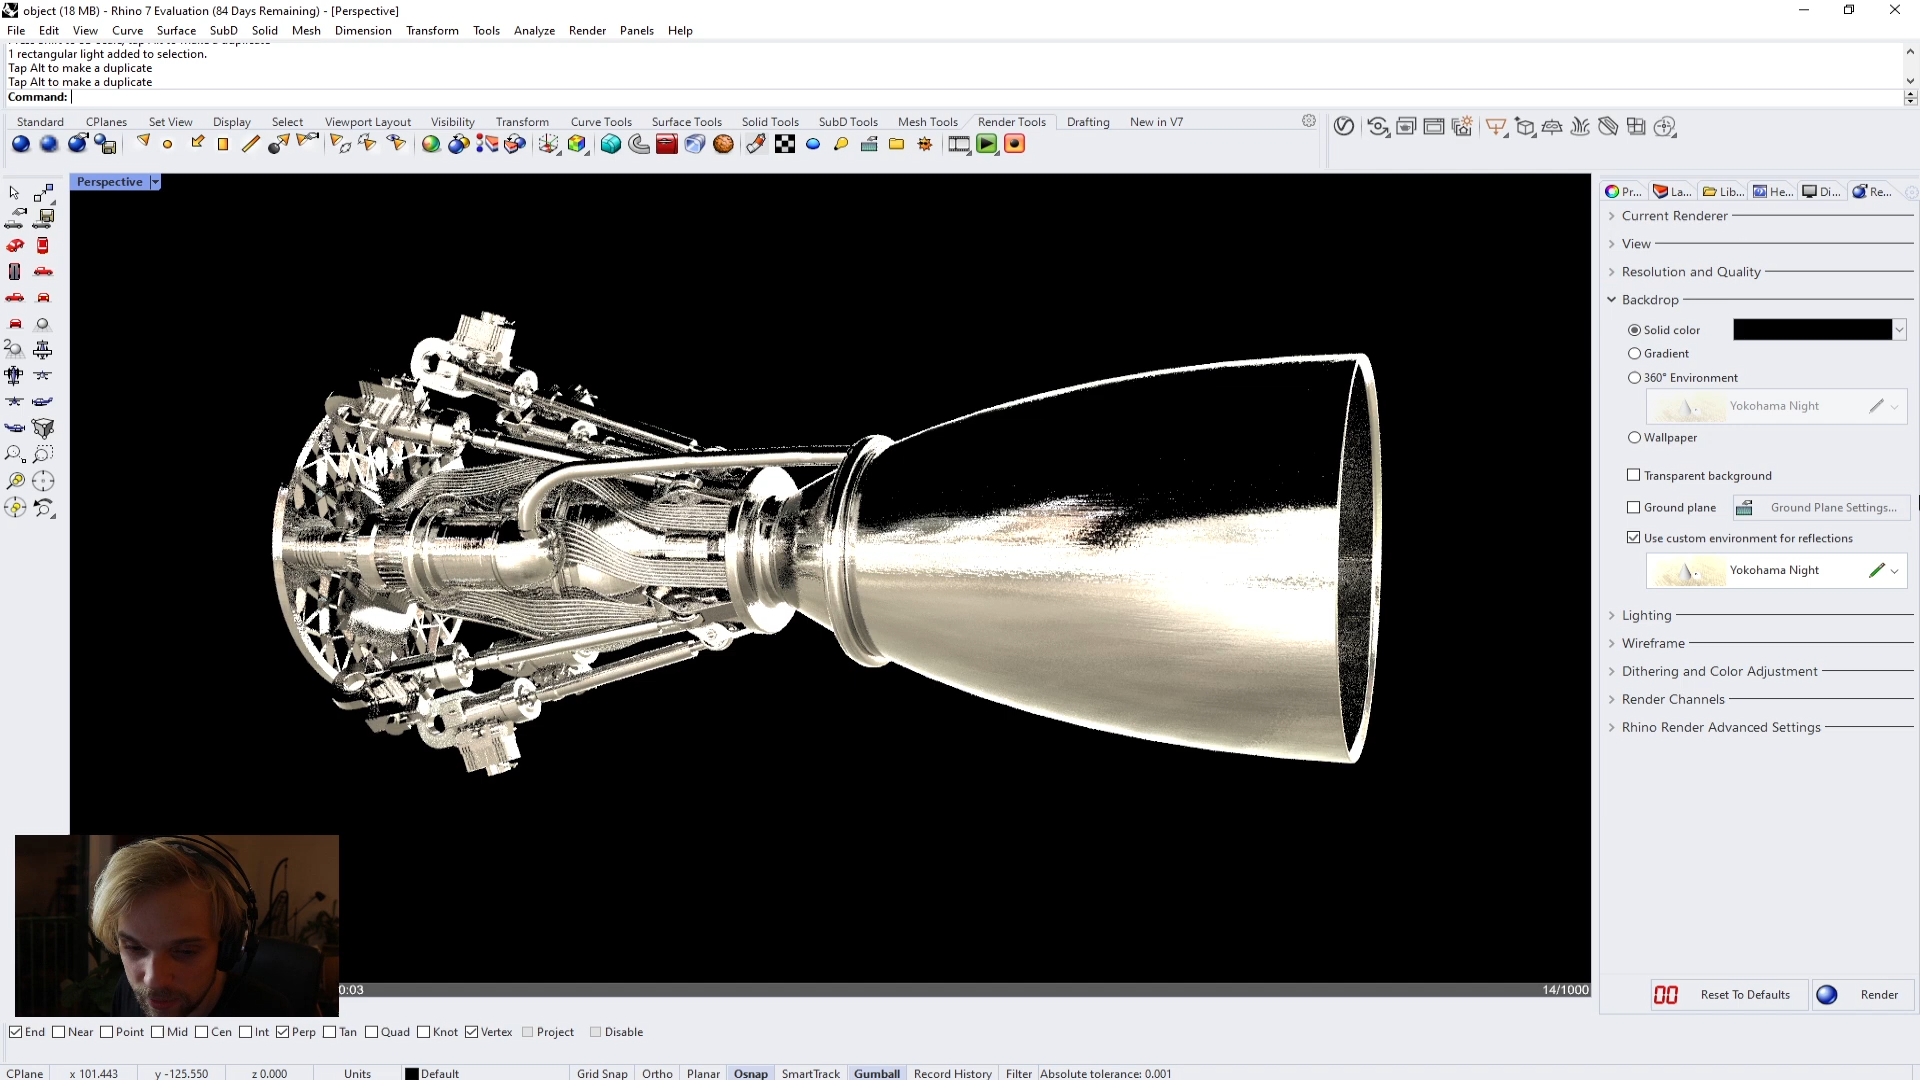 object (18 MB) - Rhino 7 Evaluation (84 Days Remaining) - [Perspective]
File Edit View Curve Surface SubD Solid Mesh Dimension Transform Tools Analyze Render Panels Help
1 rectangular light added to selection.
Tap Alt to make a duplicate
Tap Alt to make a duplicate
Command:
Standard CPlanes Set View Display Select Viewport Layout Visibility Transform Curve Tools Surface Tools Solid Tools SubD Tools Mesh Tools Render Tools Drafting New in V7
Perspective
Pr... La... Lib... He... Di... Re...
Current Renderer
View
Resolution and Quality
Backdrop
Solid color
Gradient
360° Environment
Yokohama Night
Wallpaper
Transparent background
Ground plane Ground Plane Settings...
Use custom environment for reflections
Yokohama Night
Lighting
Wireframe
Dithering and Color Adjustment
Render Channels
Rhino Render Advanced Settings
0:03 14/1000
Reset To Defaults Render
End Near Point Mid Cen Int Perp Tan Quad Knot Vertex Project Disable
CPlane x 101.443 y -125.550 z 0.000 Units Default Grid Snap Ortho Planar Osnap SmartTrack Gumball Record History Filter Absolute tolerance: 0.001